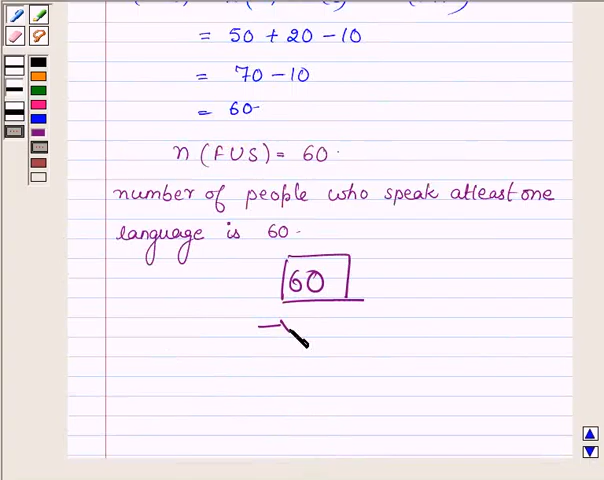 = 50 + 20 - 10
= 70 - 10
= 60.
n (FUS) = 60.
number of people who speak atleast one
language is 60.
60